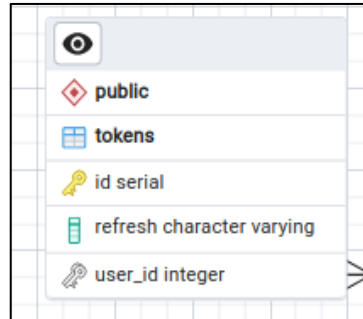 public
tokens
id serial
refresh character varying
user_id integer